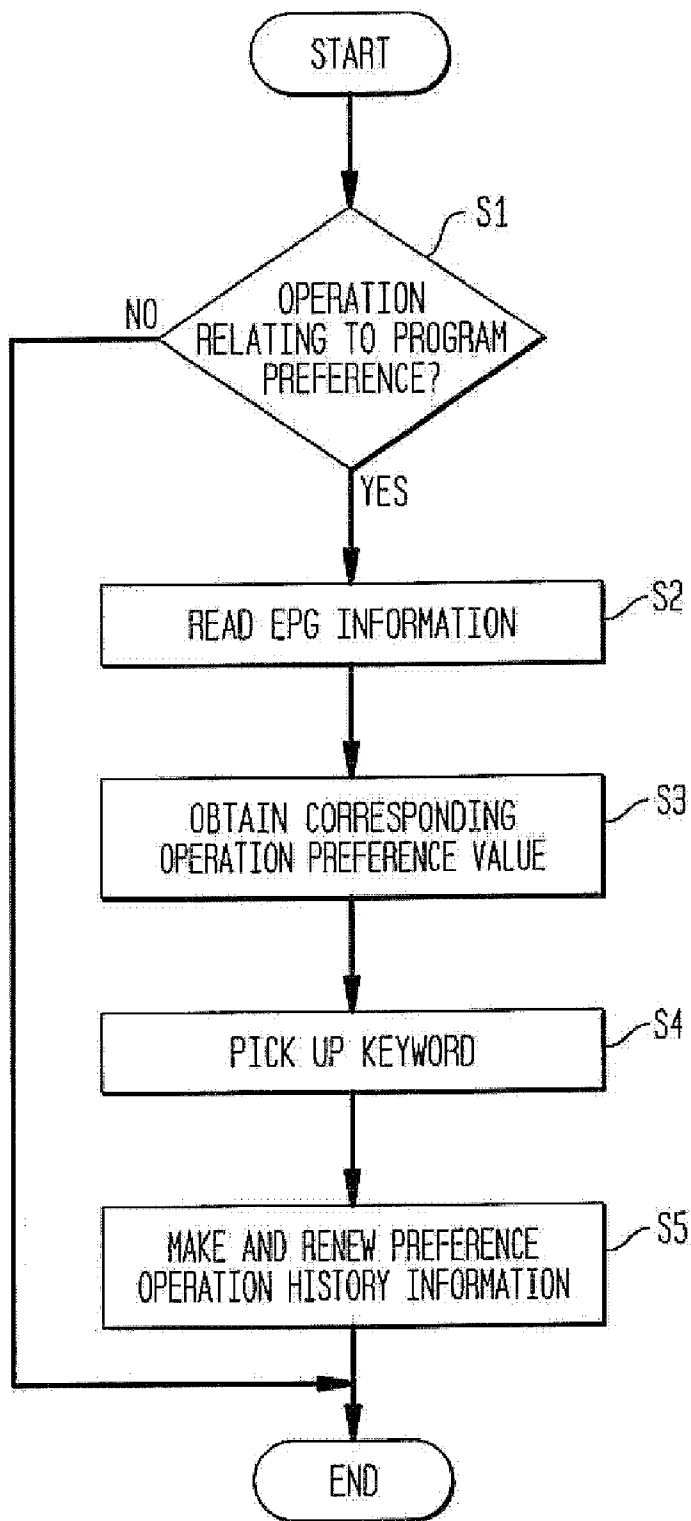 START
S1
OPERATION
RELATING TO PROGRAM
PREFERENCE?
NO
YES
READ EPG INFORMATION
S2
OBTAIN CORRESPONDING
OPERATION PREFERENCE VALUE
S3
PICK UP KEYWORD
S4
MAKE AND RENEW PREFERENCE
OPERATION HISTORY INFORMATION
S5
END